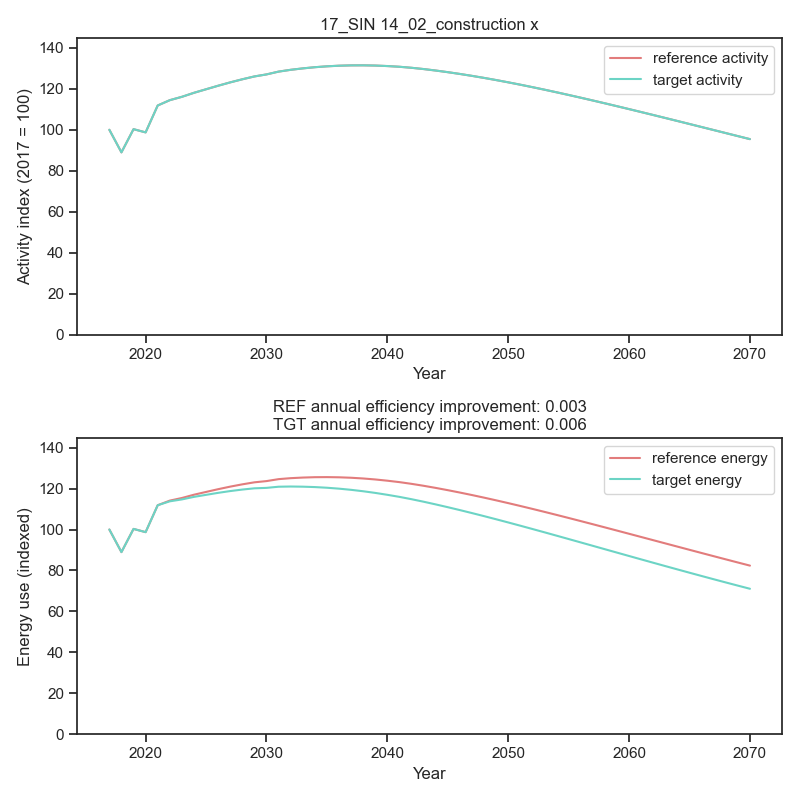 17_SIN 14_02_construction x
140
120
100
80
60
40
20
0
Activity index (2017 = 100)
reference activity
target activity
2020
2030
2040
2050
2060
2070
Year
REF annual efficiency improvement: 0.003
TGT annual efficiency improvement: 0.006
140
120
100
80
60
40
20
0
Energy use (indexed)
reference energy
target energy
2020
2030
2040
2050
2060
2070
Year